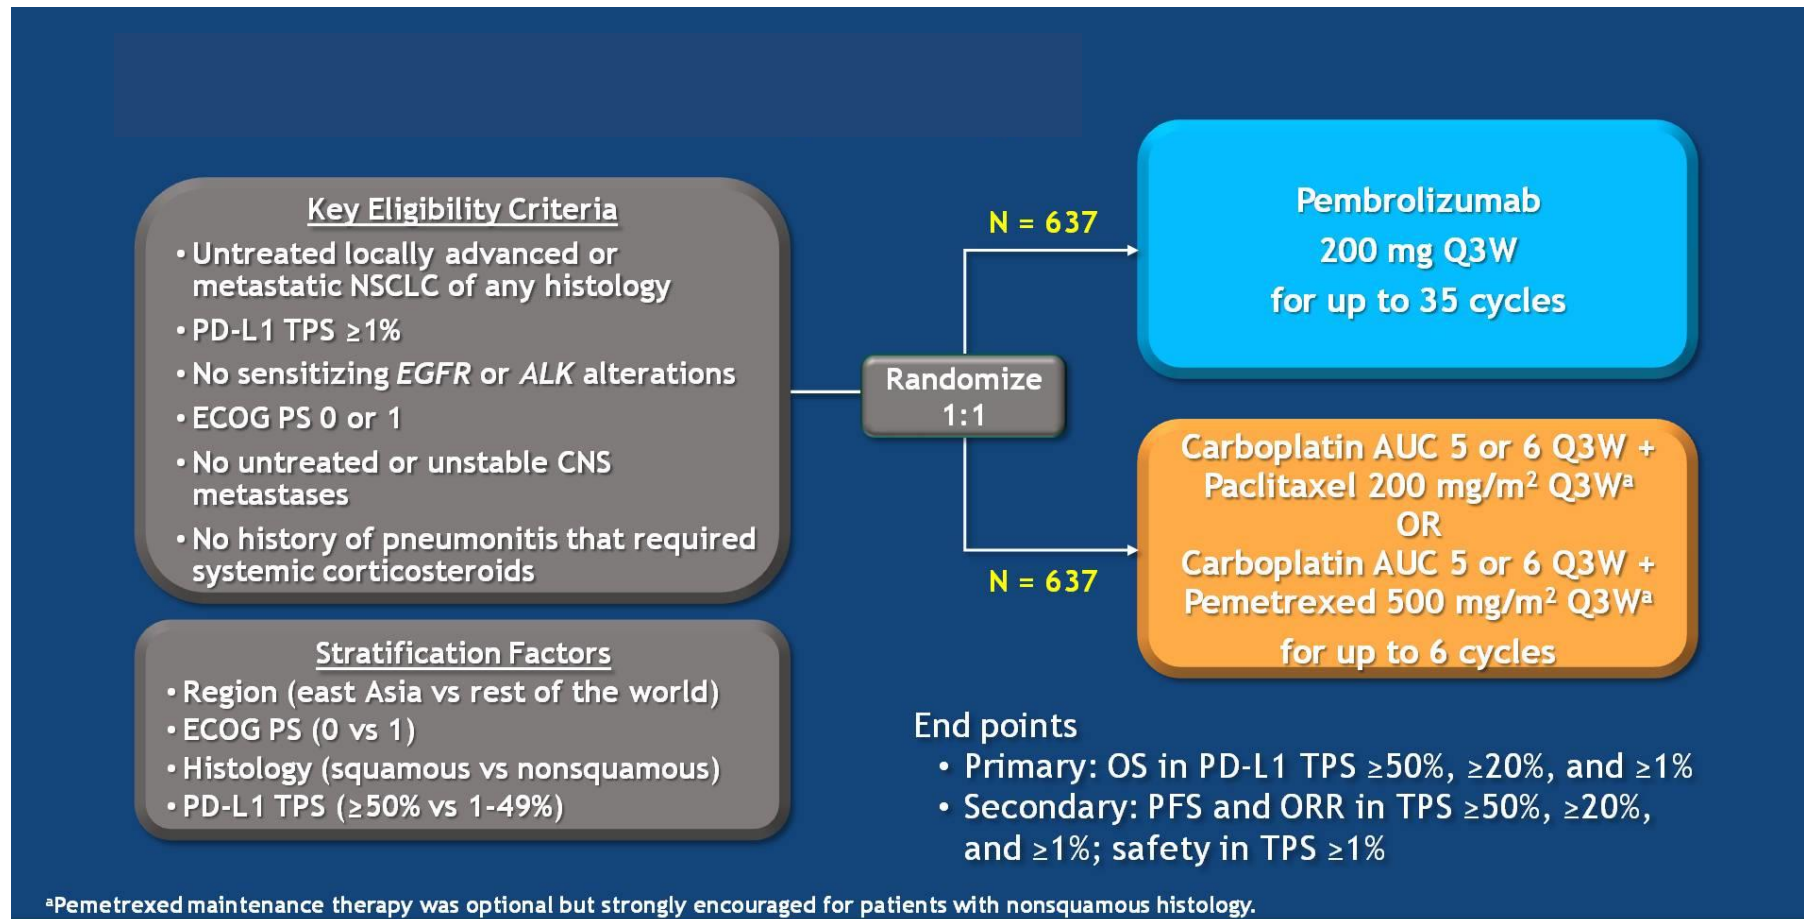 Key Eligibility Criteria
• Untreated locally advanced or
metastatic NSCLC of any histology
• PD-L1 TPS ≥1%
• No sensitizing EGFR or ALK alterations
• ECOG PS 0 or 1
• No untreated or unstable CNS
metastases
• No history of pneumonitis that required
systemic corticosteroids
Stratification Factors
• Region (east Asia vs rest of the world)
• ECOG PS (0 vs 1)
• Histology (squamous vs nonsquamous)
• PD-L1 TPS (≥50% vs 1-49%)
Randomize
1:1
N = 637
Pembrolizumab
200 mg Q3W
for up to 35 cycles
N = 637
Carboplatin AUC 5 or 6 Q3W +
Paclitaxel 200 mg/m² Q3Wᵃ
OR
Carboplatin AUC 5 or 6 Q3W +
Pemetrexed 500 mg/m² Q3Wᵃ
for up to 6 cycles
End points
• Primary: OS in PD-L1 TPS ≥50%, ≥20%, and ≥1%
• Secondary: PFS and ORR in TPS ≥50%, ≥20%,
and ≥1%; safety in TPS ≥1%
ᵃPemetrexed maintenance therapy was optional but strongly encouraged for patients with nonsquamous histology.